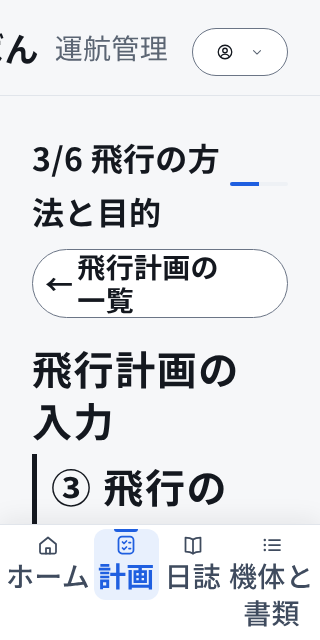 ん 運航管理
3/6 飛行の方
法と目的
← 飛行計画の
一覧
飛行計画の
入力
③ 飛行の
ホーム 計画 日誌 機体と
書類